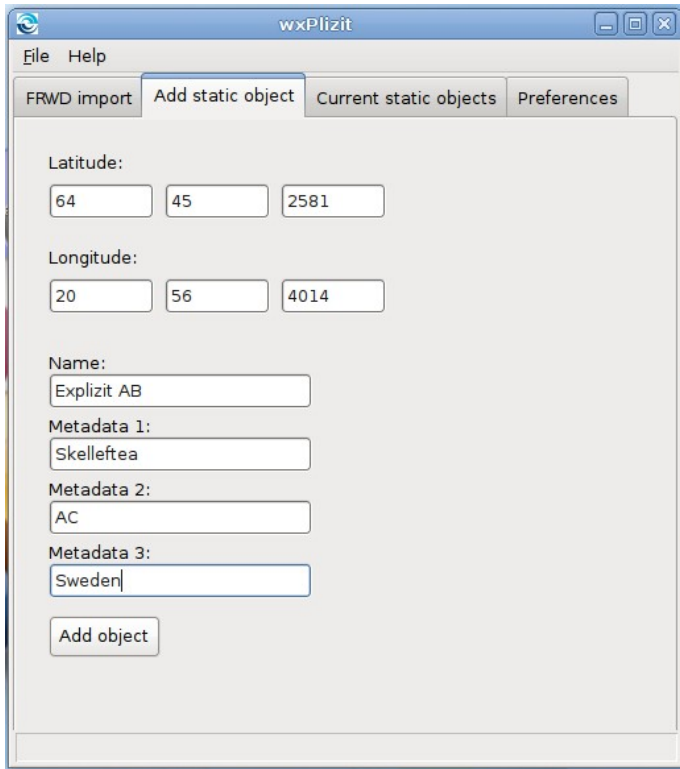 wxPlizit
File Help
FRWD import Add static object Current static objects Preferences
Latitude:
64 45 2581
Longitude:
20 56 4014
Name:
Explizit AB
Metadata 1:
Skelleftea
Metadata 2:
AC
Metadata 3:
Sweden
Add object